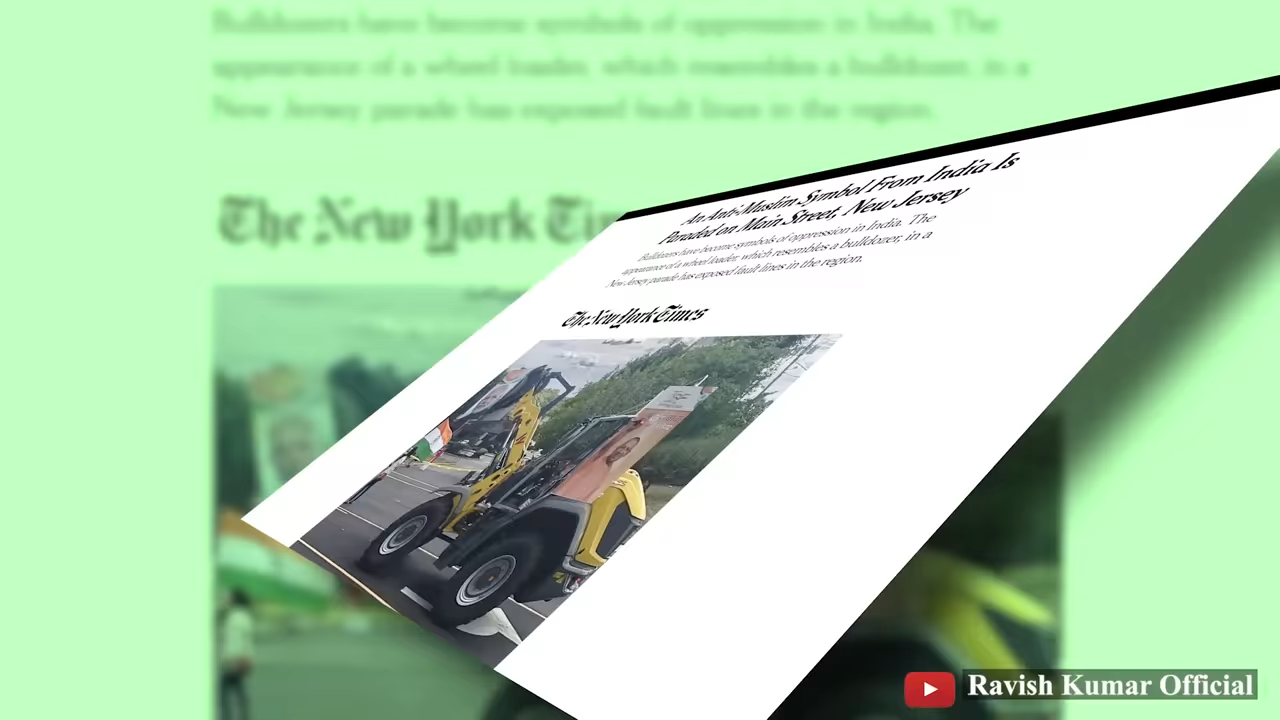 Bulldozers have become symbols of oppression in India. The
appearance of a wheel loader, which resembles a bulldozer, in a
New Jersey parade has exposed fault lines in the region.
The New York Tim
An Anti-Muslim Symbol From India Is
Paraded on Main Street, New Jersey
Bulldozers have become symbols of oppression in India. The
appearance of a wheel loader, which resembles a bulldozer, in a
New Jersey parade has exposed fault lines in the region.
The New York Times
Ravish Kumar Official